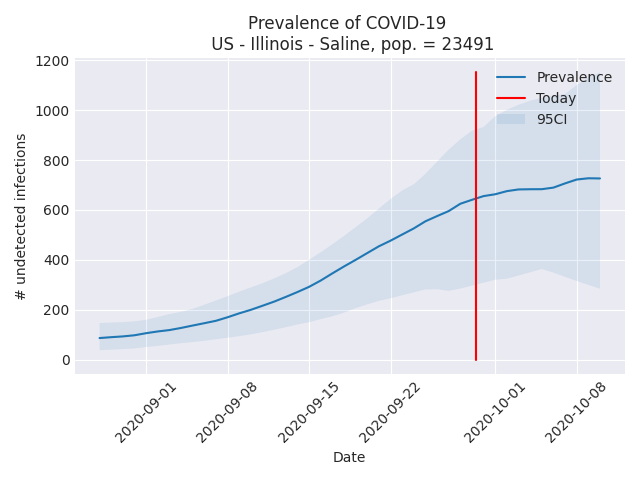 Prevalence of COVID-19
US - Illinois - Saline, pop. = 23491
# undetected infections
1200
1000
800
600
400
200
0
Prevalence
Today
95CI
2020-09-01
2020-09-08
2020-09-15
2020-09-22
2020-10-01
2020-10-08
Date